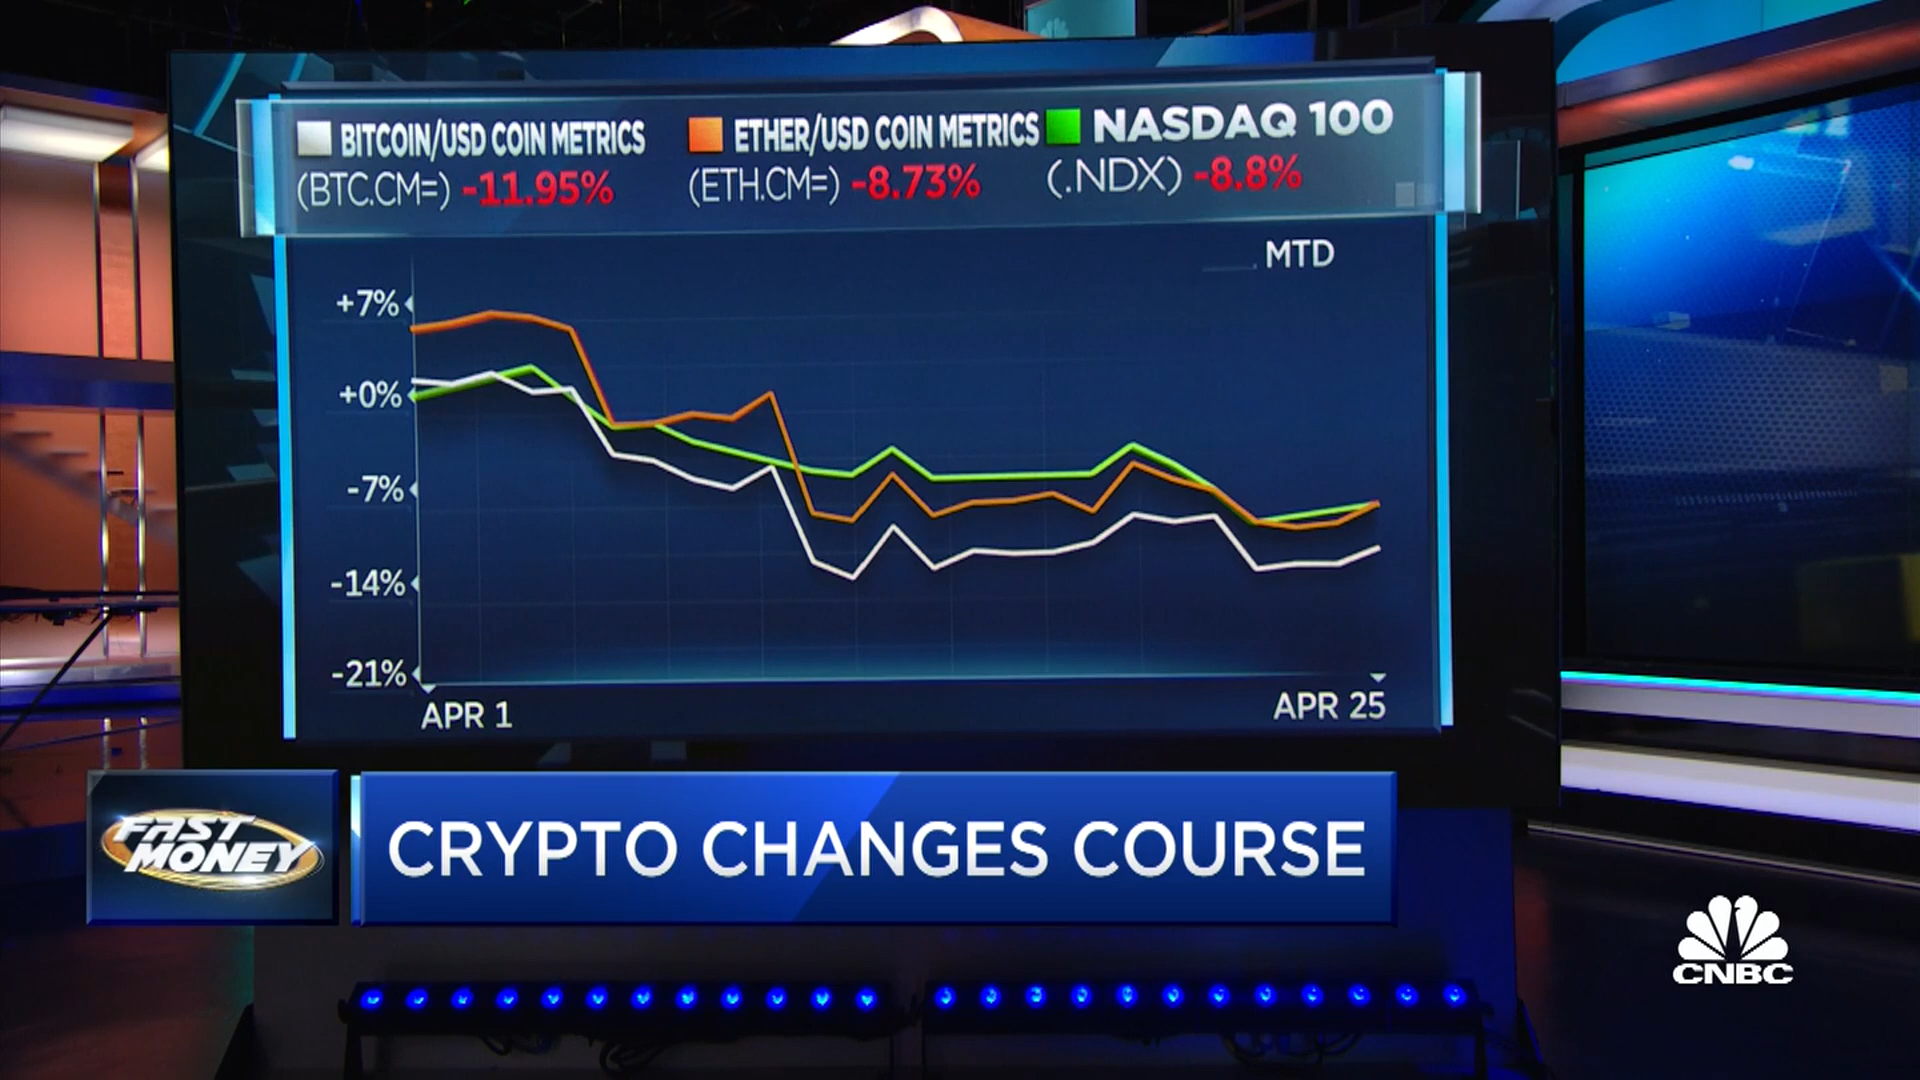 BITCOIN/USD COIN METRICS
(BTC.CM=) -11.95%
ETHER/USD COIN METRICS
(ETH.CM=) -8.73%
NASDAQ 100
(.NDX) -8.8%
MTD
+7%
+0%
-7%
-14%
-21%
APR 1
APR 25
FAST
MONEY
CRYPTO CHANGES COURSE
CNBC